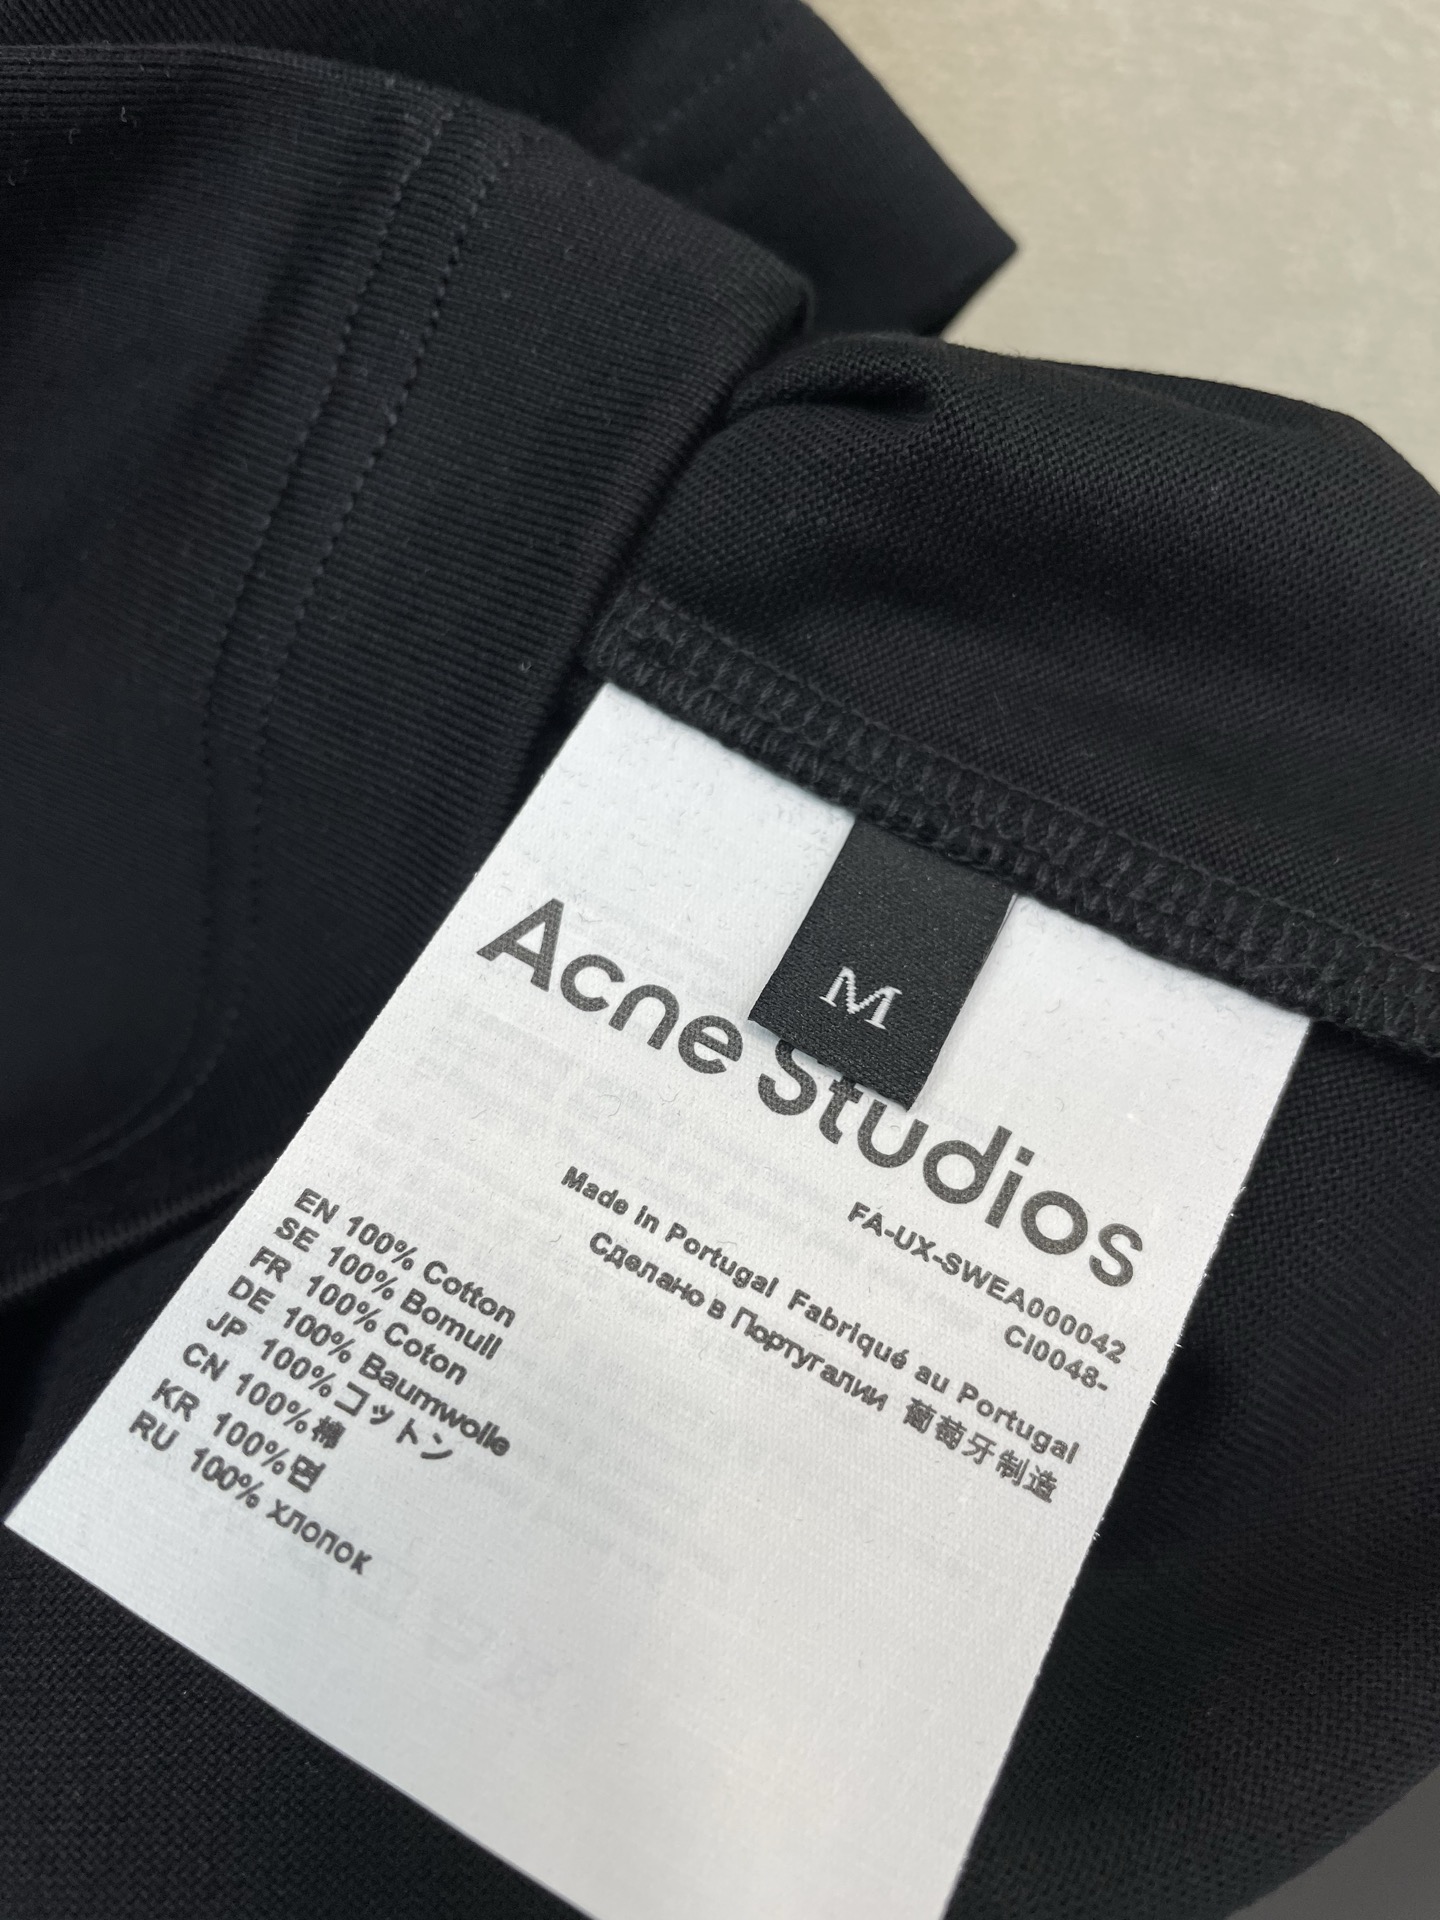 M
Acne Studios
FA-UX-SWEA000042
CI0048-
Made in Portugal Fabriqué au Portugal
Сделано в Португалии 葡萄牙制造
EN 100% Cotton
SE 100% Bomull
FR 100% Coton
DE 100% Baumwolle
JP 100% コットン
CN 100% 棉
KR 100% 면
RU 100% хлопок